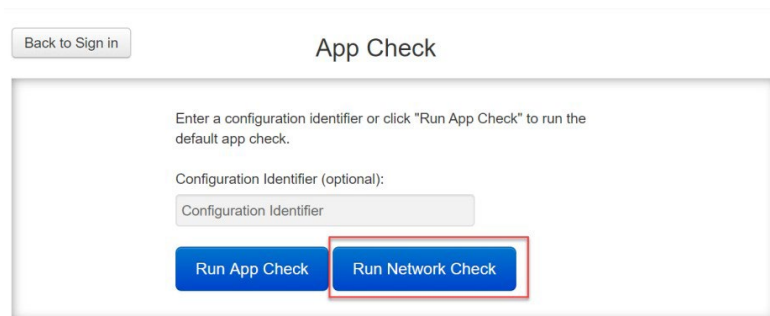 Back to Sign in
App Check
Enter a configuration identifier or click "Run App Check" to run the
default app check.
Configuration Identifier (optional):
Configuration Identifier
Run App Check
Run Network Check